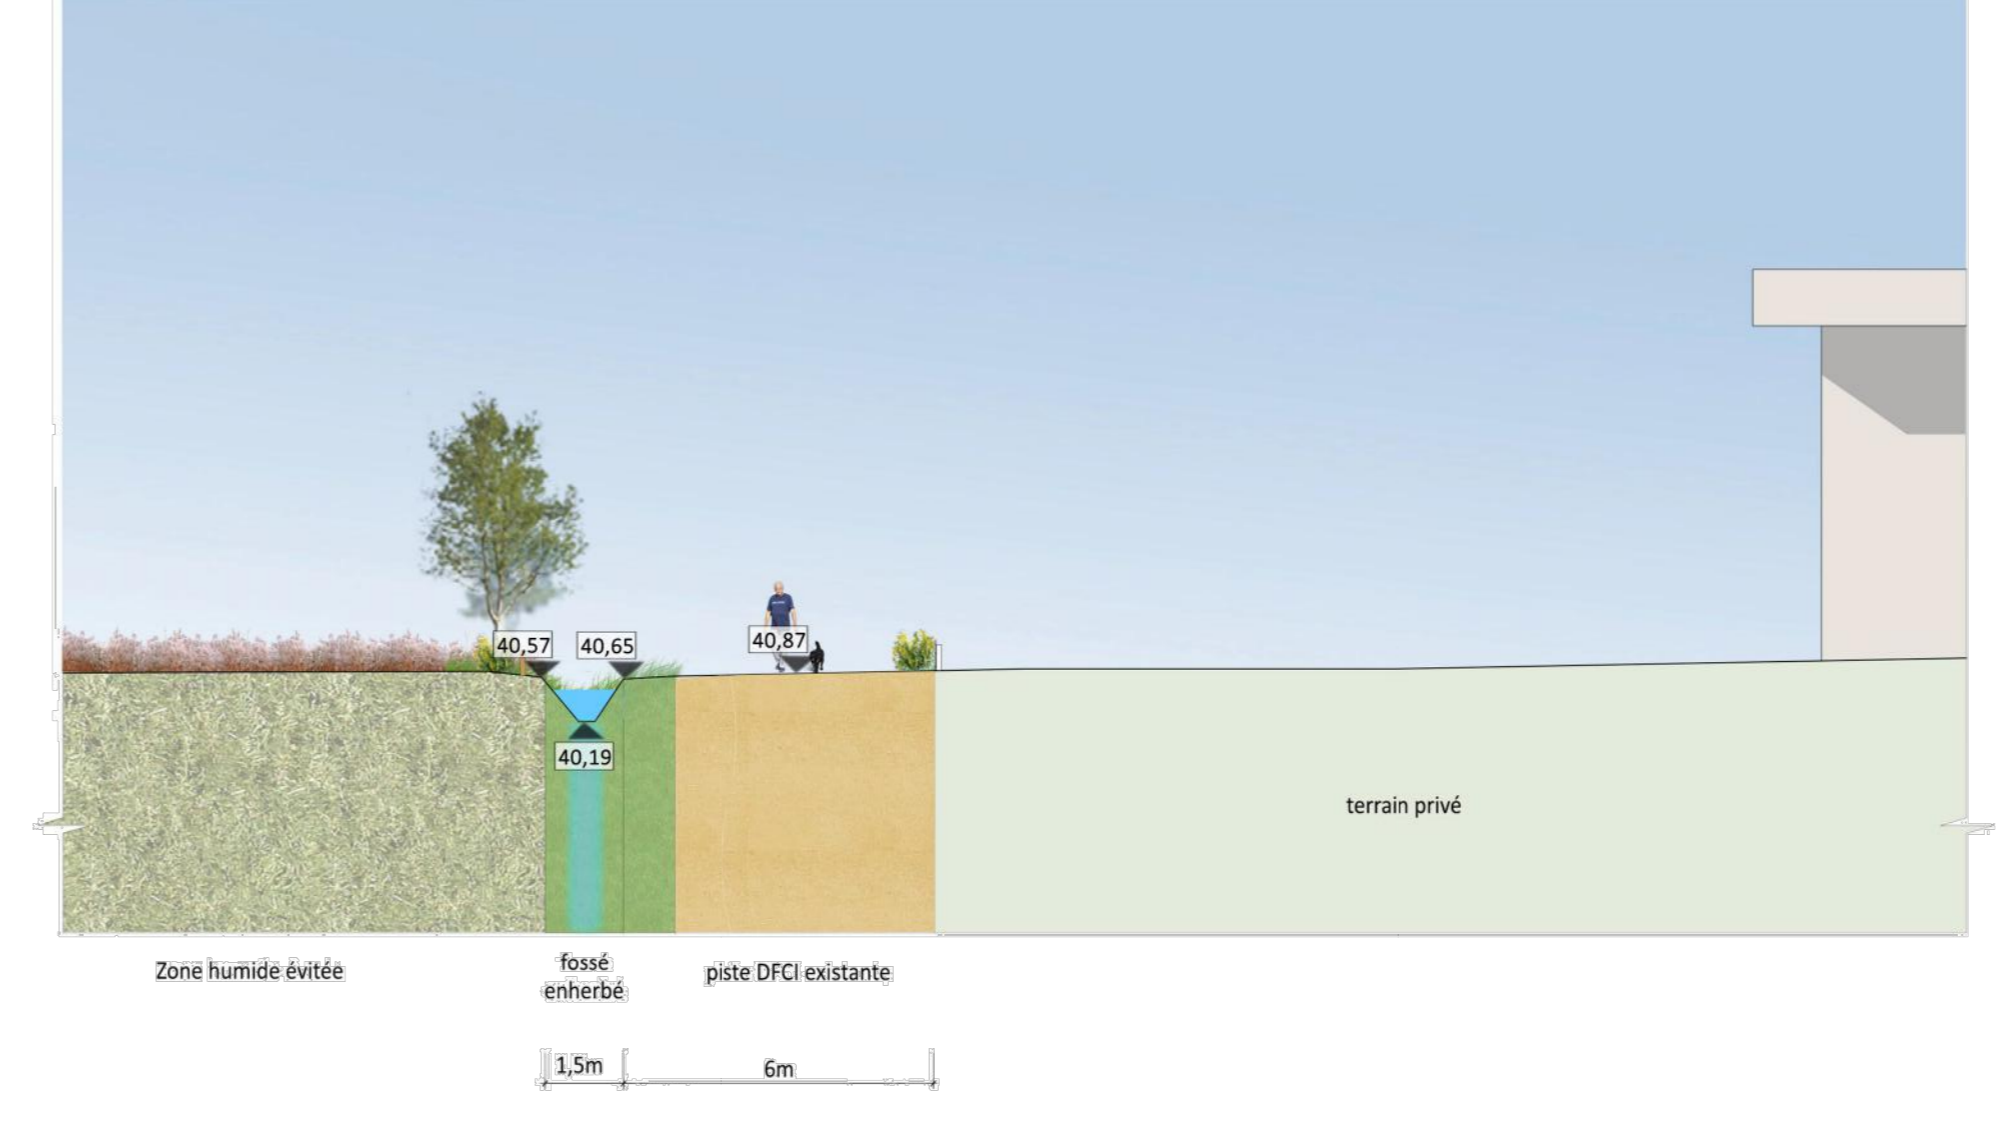 40,57
40,65
40,87
40,19
terrain privé
Zone humide évitée
fossé
enherbé
piste DFCI existante
1,5m
6m